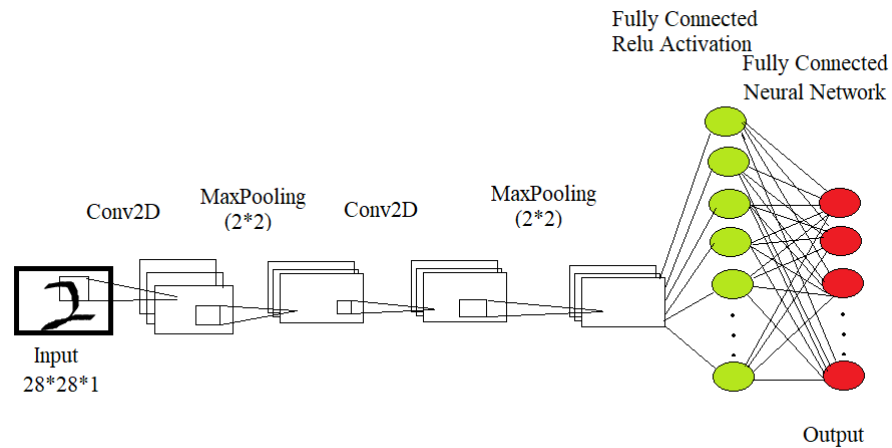 Fully Connected
Relu Activation
Fully Connected
Neural Network
MaxPooling
(2*2)
Conv2D
MaxPooling
(2*2)
Conv2D
2
Input
28*28*1
Output